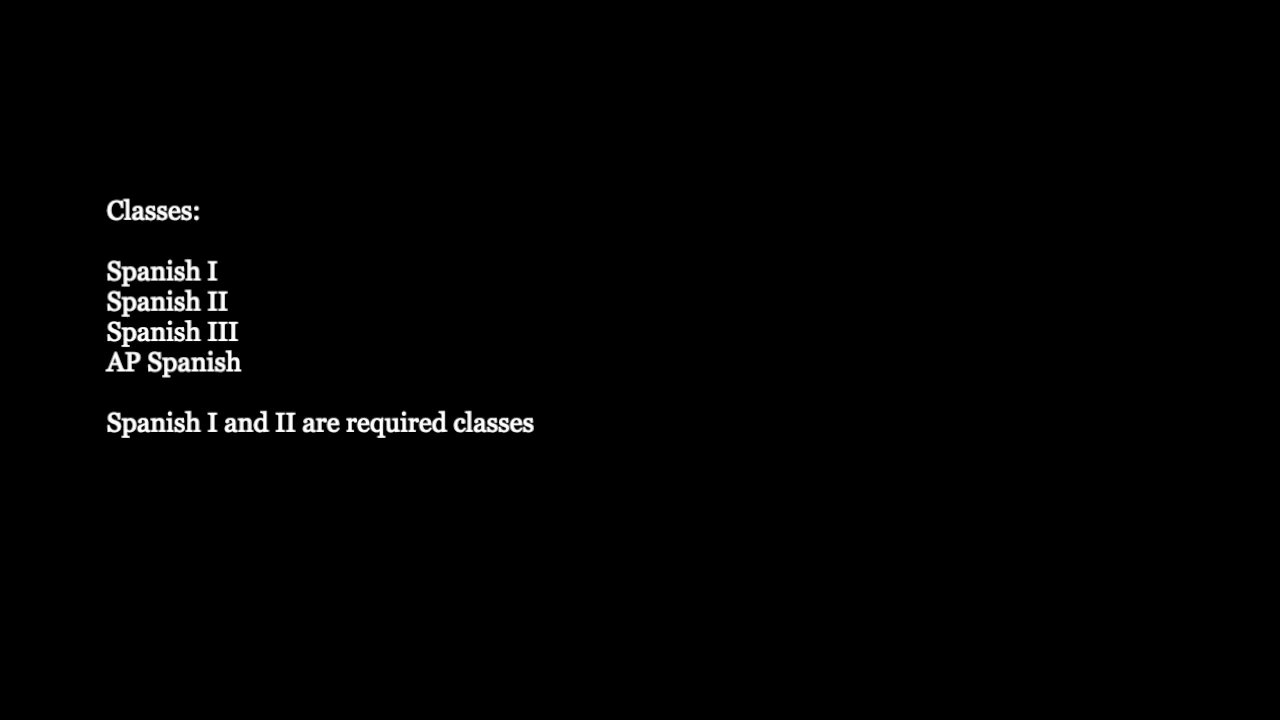 Classes:
Spanish I
Spanish II
Spanish III
AP Spanish
Spanish I and II are required classes